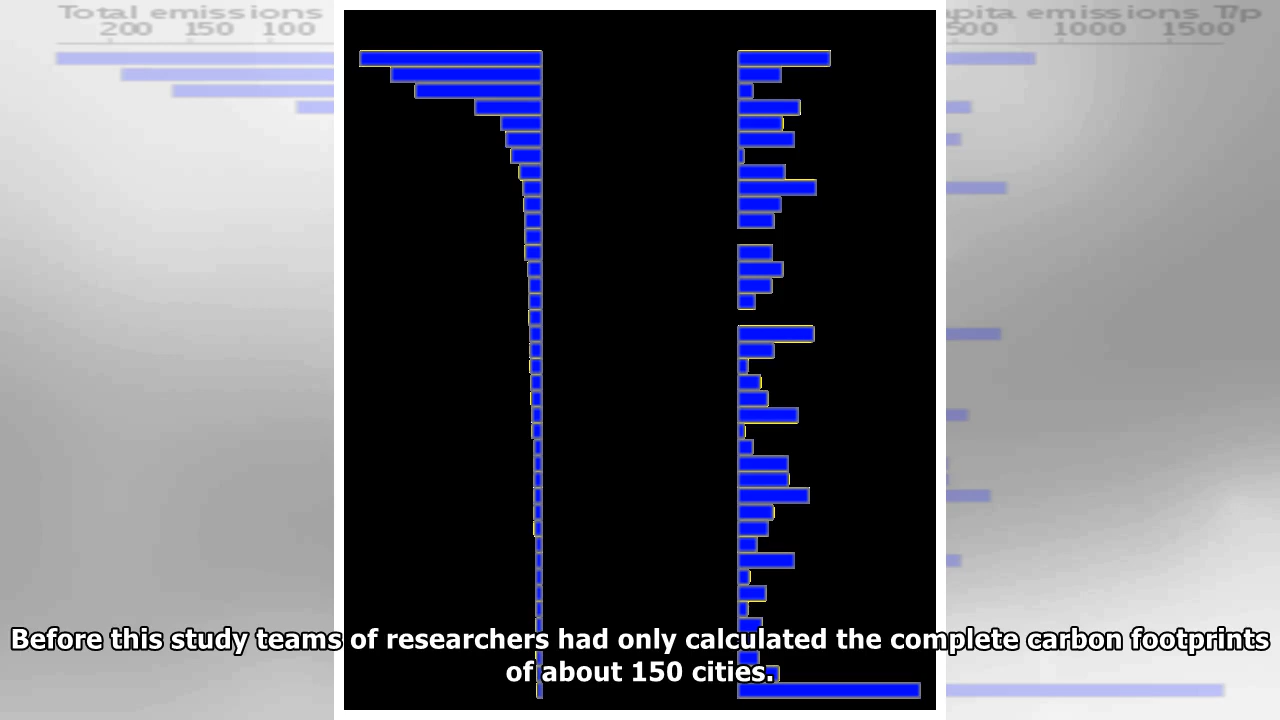 Total emissions
apita emissions T/p
200 150 100
500 1000 1500
Before this study teams of researchers had only calculated the complete carbon footprints
of about 150 cities.